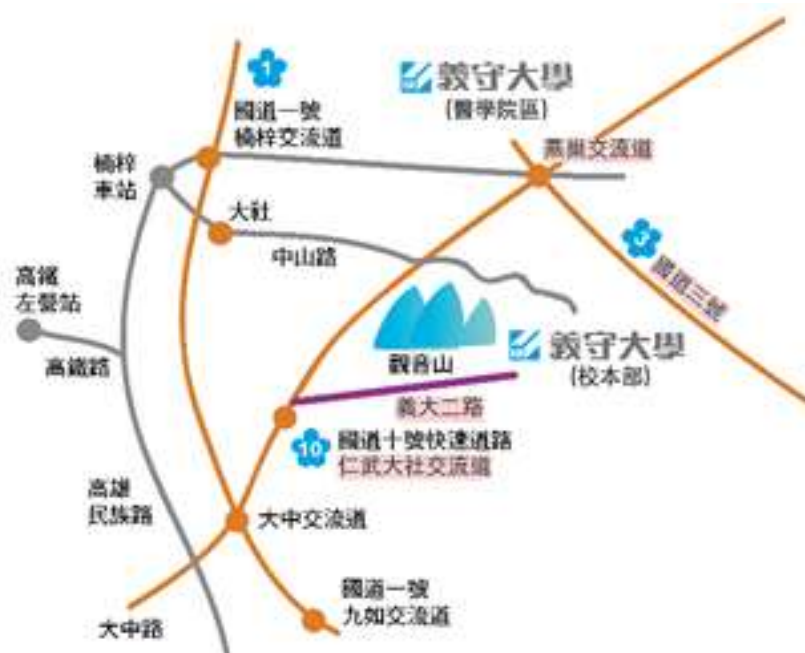 1
國道一號
楠梓交流道
義守大學
(醫學院區)
燕巢交流道
楠梓
車站
大社
中山路
3
國道三號
高鐵
左營站
高鐵路
觀音山
義守大學
(校本部)
義大二路
10
國道十號快速道路
仁武大社交流道
高雄
民族路
大中交流道
國道一號
九如交流道
大中路